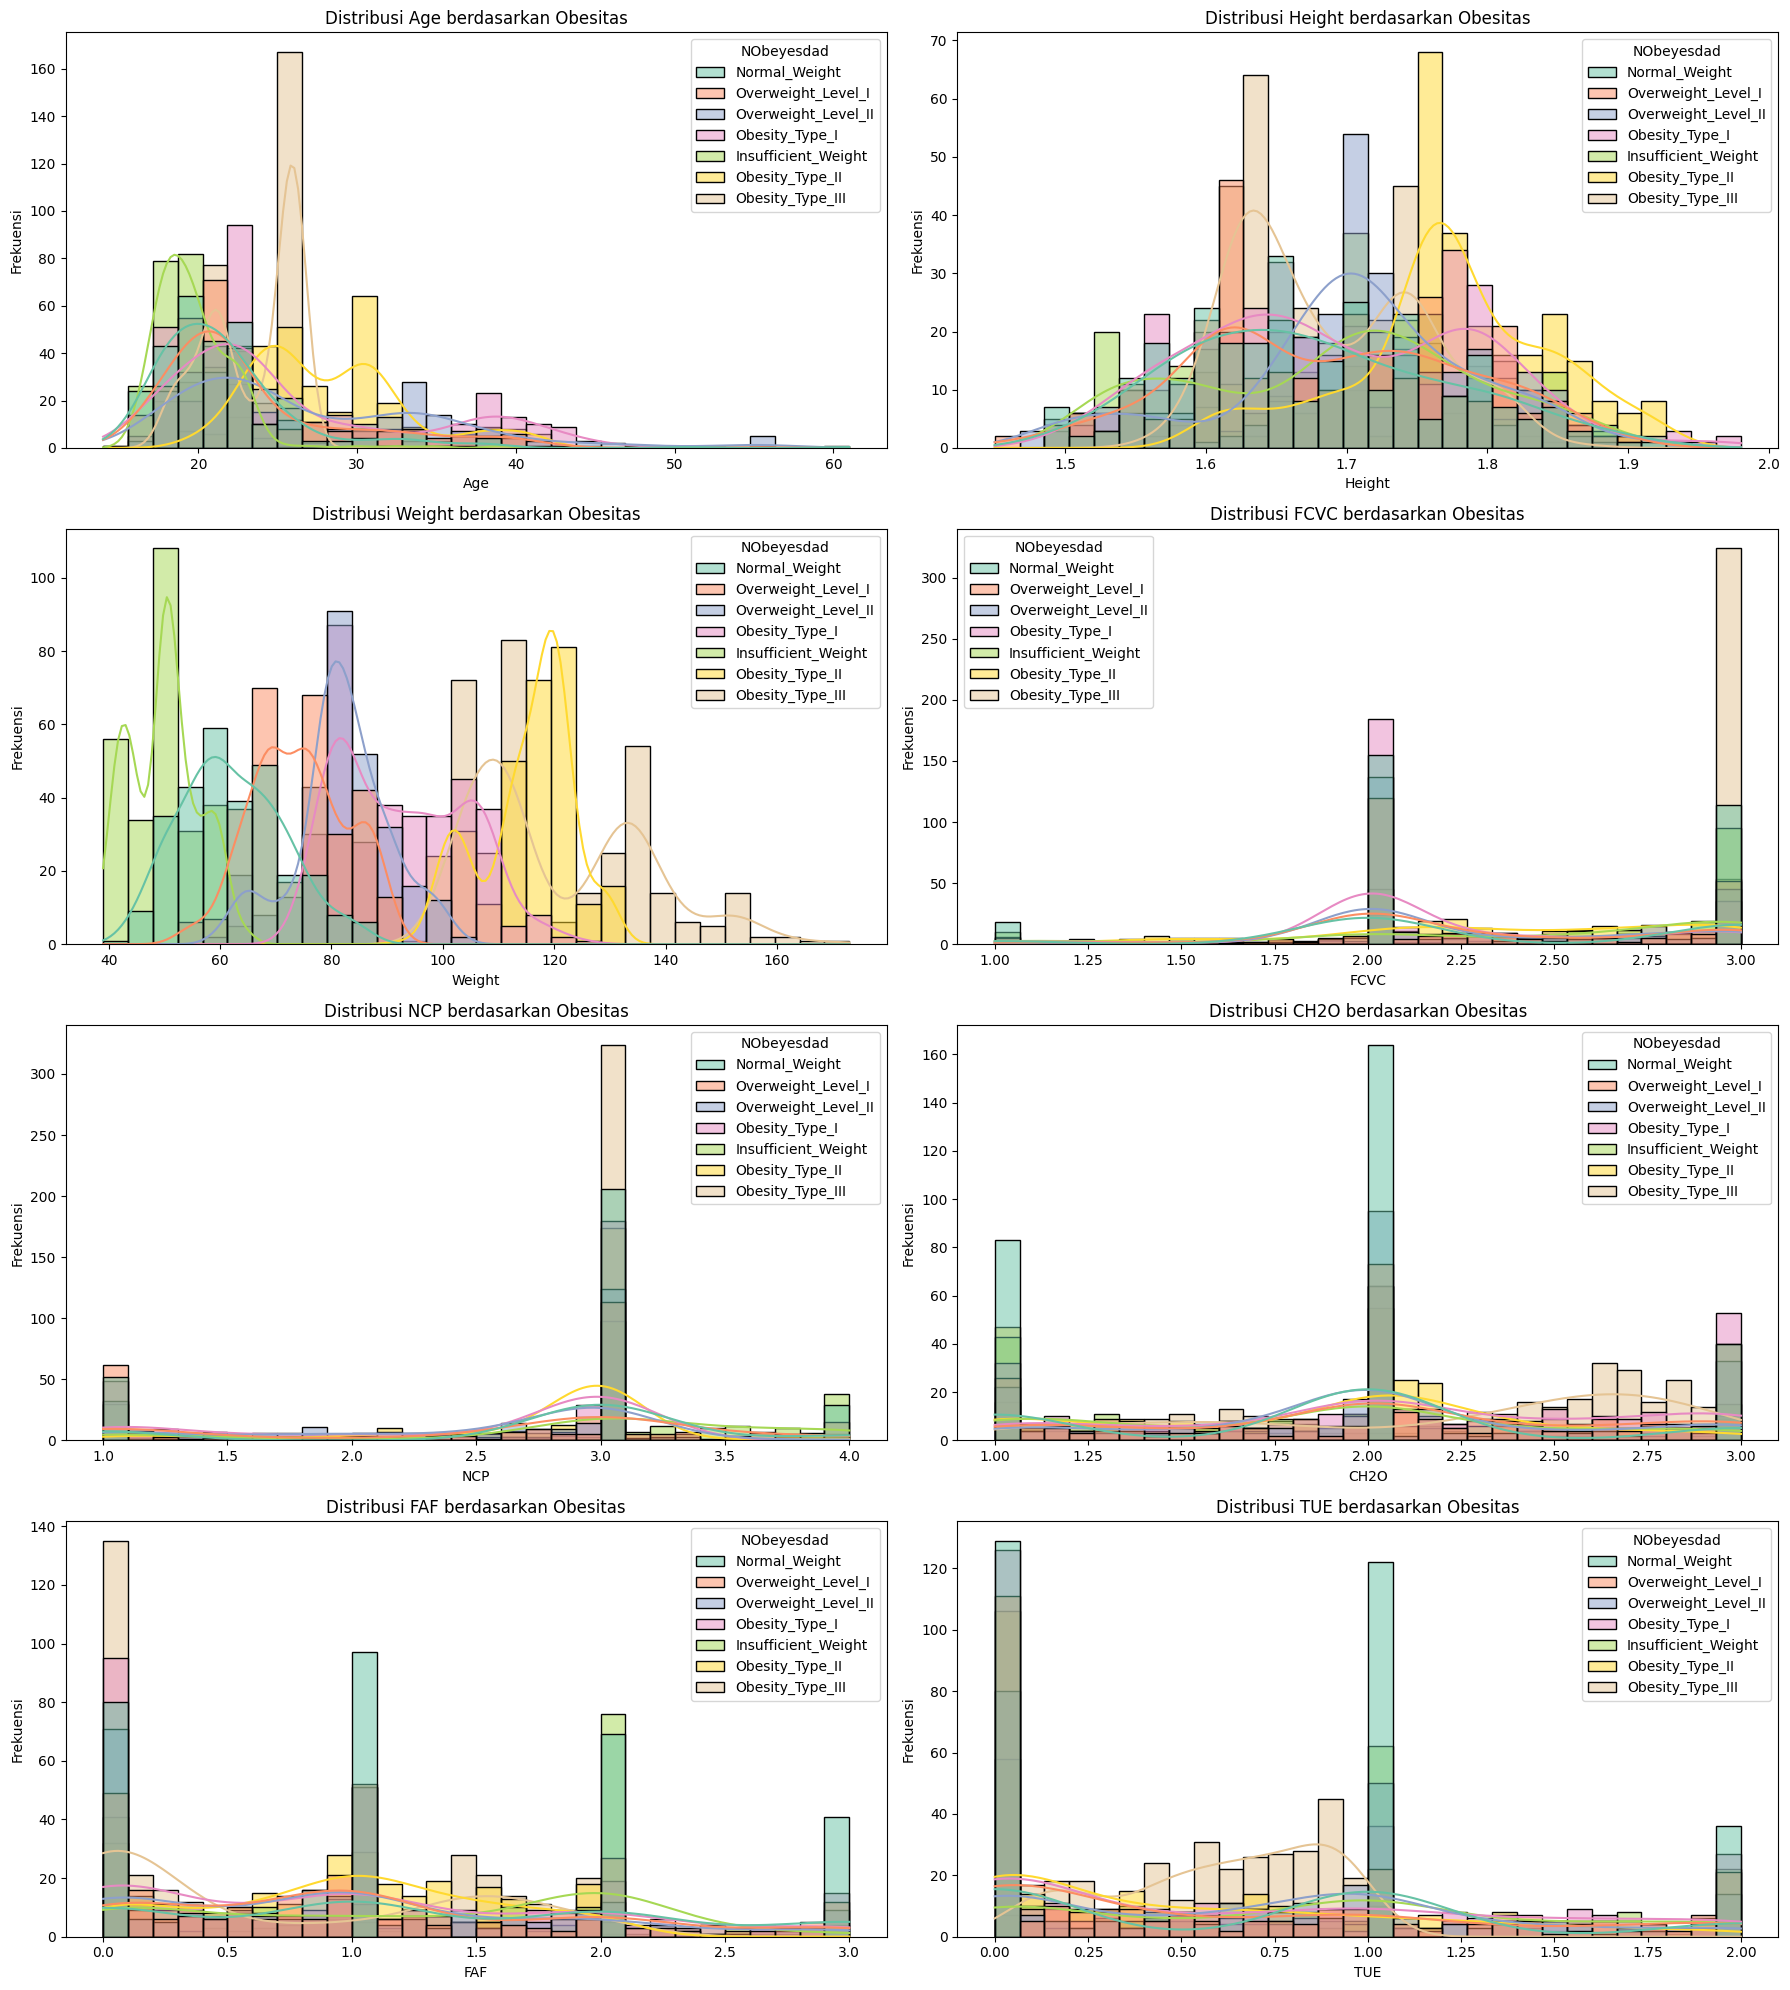 Distribusi Age berdasarkan Obesitas
Frekuensi
160
140
120
100
80
60
40
20
0
20 30 40 50 60
Age
NObeyesdad
Normal_Weight
Overweight_Level_I
Overweight_Level_II
Obesity_Type_I
Insufficient_Weight
Obesity_Type_II
Obesity_Type_III
Distribusi Height berdasarkan Obesitas
Frekuensi
70
60
50
40
30
20
10
0
1.5 1.6 1.7 1.8 1.9 2.0
Height
NObeyesdad
Normal_Weight
Overweight_Level_I
Overweight_Level_II
Obesity_Type_I
Insufficient_Weight
Obesity_Type_II
Obesity_Type_III
Distribusi Weight berdasarkan Obesitas
Frekuensi
100
80
60
40
20
0
40 60 80 100 120 140 160
Weight
NObeyesdad
Normal_Weight
Overweight_Level_I
Overweight_Level_II
Obesity_Type_I
Insufficient_Weight
Obesity_Type_II
Obesity_Type_III
Distribusi FCVC berdasarkan Obesitas
Frekuensi
300
250
200
150
100
50
0
1.00 1.25 1.50 1.75 2.00 2.25 2.50 2.75 3.00
FCVC
NObeyesdad
Normal_Weight
Overweight_Level_I
Overweight_Level_II
Obesity_Type_I
Insufficient_Weight
Obesity_Type_II
Obesity_Type_III
Distribusi NCP berdasarkan Obesitas
Frekuensi
300
250
200
150
100
50
0
1.0 1.5 2.0 2.5 3.0 3.5 4.0
NCP
NObeyesdad
Normal_Weight
Overweight_Level_I
Overweight_Level_II
Obesity_Type_I
Insufficient_Weight
Obesity_Type_II
Obesity_Type_III
Distribusi CH2O berdasarkan Obesitas
Frekuensi
160
140
120
100
80
60
40
20
0
1.00 1.25 1.50 1.75 2.00 2.25 2.50 2.75 3.00
CH2O
NObeyesdad
Normal_Weight
Overweight_Level_I
Overweight_Level_II
Obesity_Type_I
Insufficient_Weight
Obesity_Type_II
Obesity_Type_III
Distribusi FAF berdasarkan Obesitas
Frekuensi
140
120
100
80
60
40
20
0
0.0 0.5 1.0 1.5 2.0 2.5 3.0
FAF
NObeyesdad
Normal_Weight
Overweight_Level_I
Overweight_Level_II
Obesity_Type_I
Insufficient_Weight
Obesity_Type_II
Obesity_Type_III
Distribusi TUE berdasarkan Obesitas
Frekuensi
120
100
80
60
40
20
0
0.00 0.25 0.50 0.75 1.00 1.25 1.50 1.75 2.00
TUE
NObeyesdad
Normal_Weight
Overweight_Level_I
Overweight_Level_II
Obesity_Type_I
Insufficient_Weight
Obesity_Type_II
Obesity_Type_III